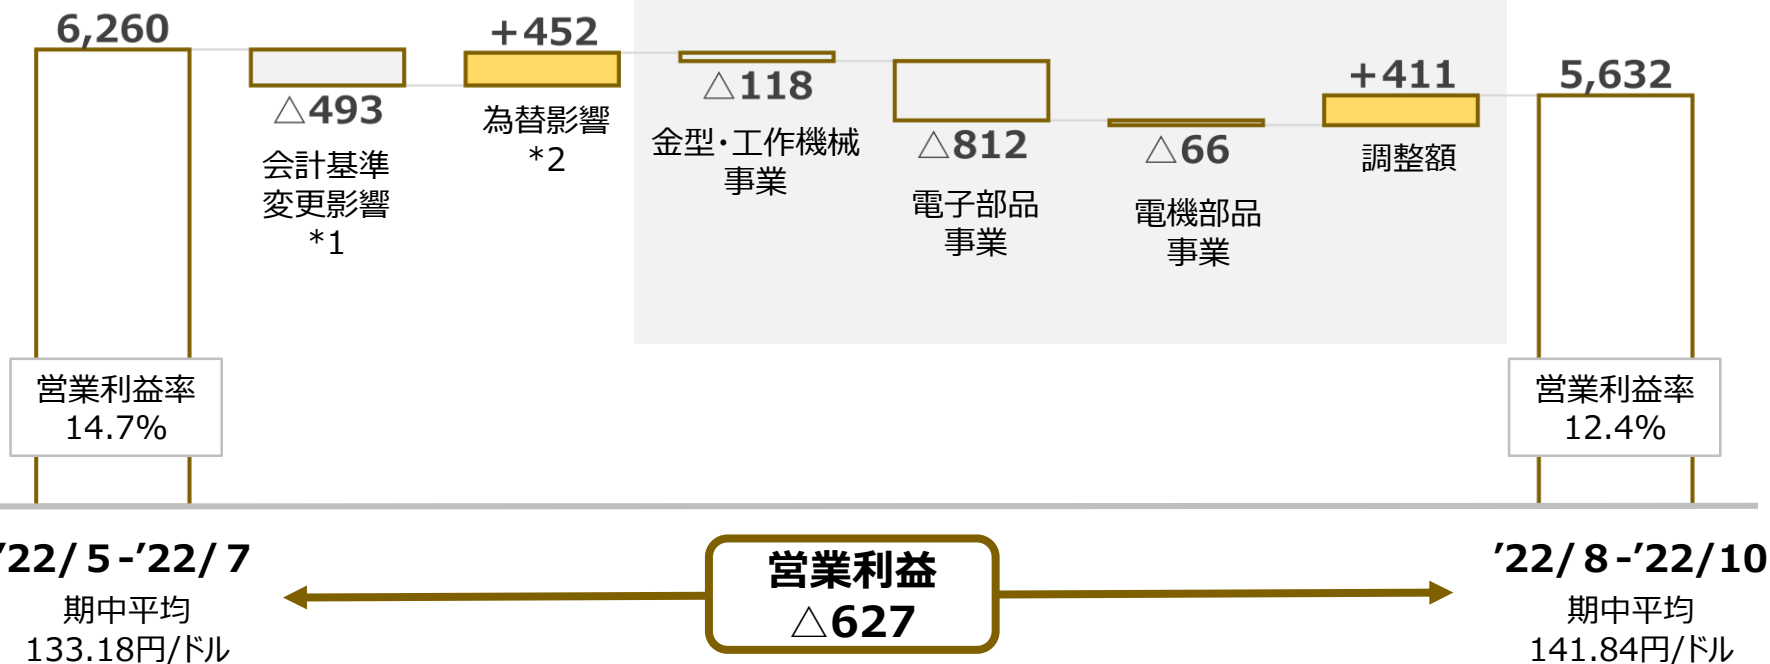 6,260
△493
会計基準
変更影響
*1
+452
為替影響
*2
△118
金型・工作機械
事業
△812
電子部品
事業
△66
電機部品
事業
+411
調整額
5,632
営業利益率
14.7%
営業利益率
12.4%
’22/５-’22/７
期中平均
133.18円/ドル
営業利益
△627
’22/８-’22/10
期中平均
141.84円/ドル